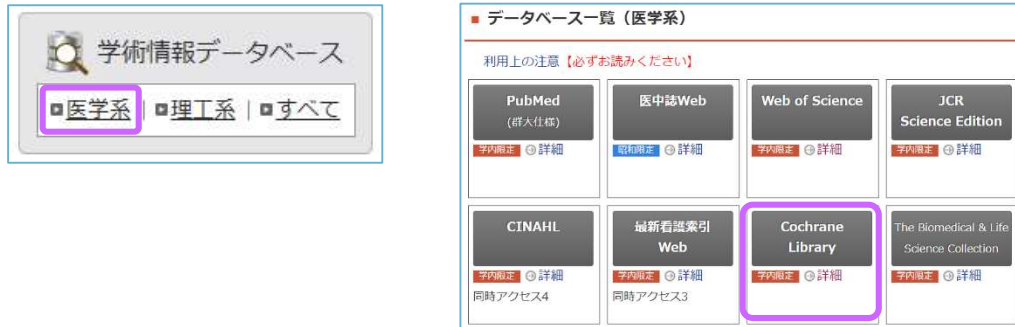 学術情報データベース
医学系 | 理工系 | すべて
■ データベース一覧（医学系）
利用上の注意【必ずお読みください】
PubMed
(群大仕様)
学内限定 詳細
医中誌Web
昭和限定 詳細
Web of Science
学内限定 詳細
JCR
Science Edition
学内限定 詳細
CINAHL
学内限定 詳細
同時アクセス4
最新看護索引
Web
学内限定 詳細
同時アクセス3
Cochrane
Library
学内限定 詳細
The Biomedical & Life
Science Collection
学内限定 詳細